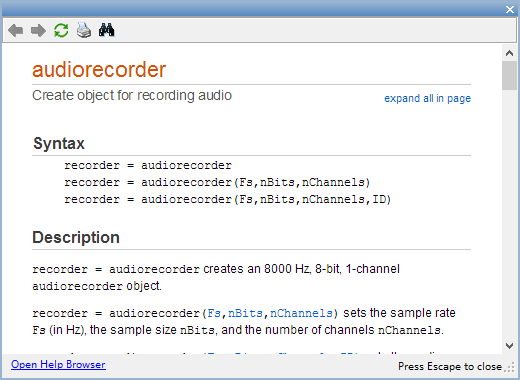 audiorecorder
Create object for recording audio
expand all in page
Syntax
recorder = audiorecorder
recorder = audiorecorder(Fs,nBits,nChannels)
recorder = audiorecorder(Fs,nBits,nChannels,ID)
Description
recorder = audiorecorder creates an 8000 Hz, 8-bit, 1-channel
audiorecorder object.
recorder = audiorecorder(Fs,nBits,nChannels) sets the sample rate
Fs (in Hz), the sample size nBits, and the number of channels nChannels.
Open Help Browser
Press Escape to close